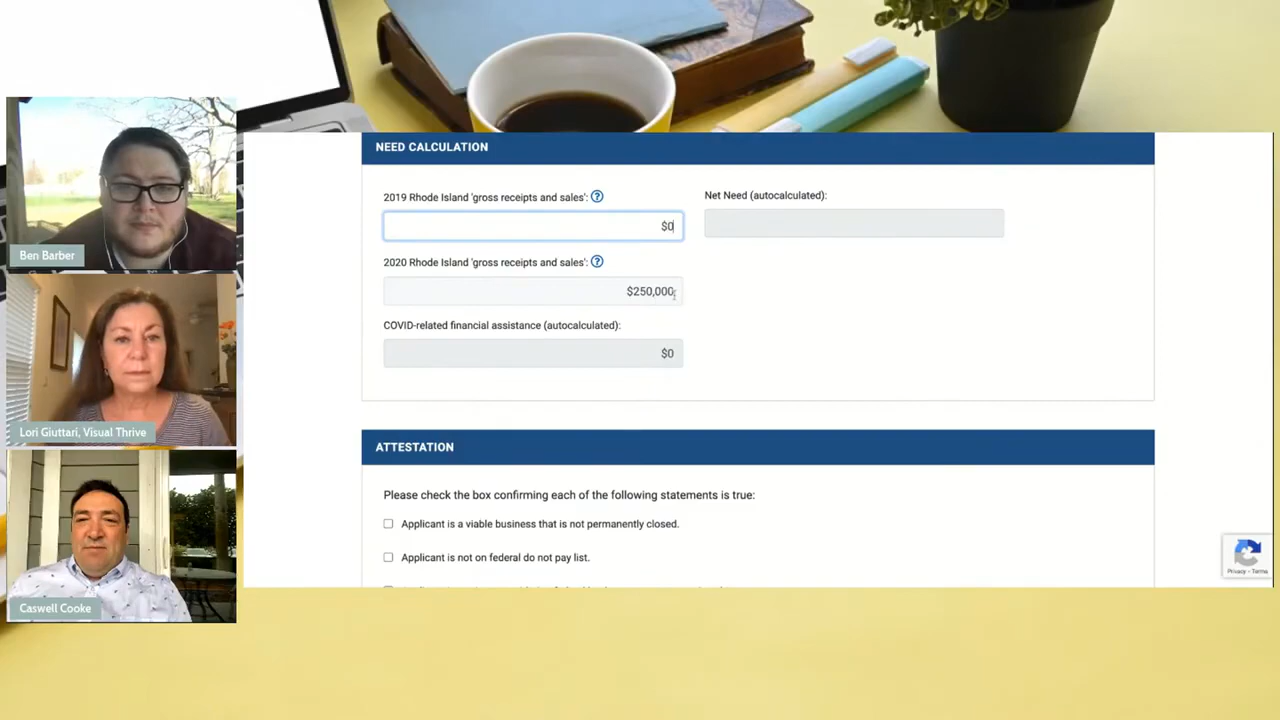 NEED CALCULATION
2019 Rhode Island 'gross receipts and sales': ?
Net Need (autocalculated):
$0
2020 Rhode Island 'gross receipts and sales': ?
$250,000
COVID-related financial assistance (autocalculated):
$0
ATTESTATION
Please check the box confirming each of the following statements is true:
Applicant is a viable business that is not permanently closed.
Applicant is not on federal do not pay list.
Privacy - Terms
Ben Barber
Lori Giuttari, Visual Thrive
Caswell Cooke